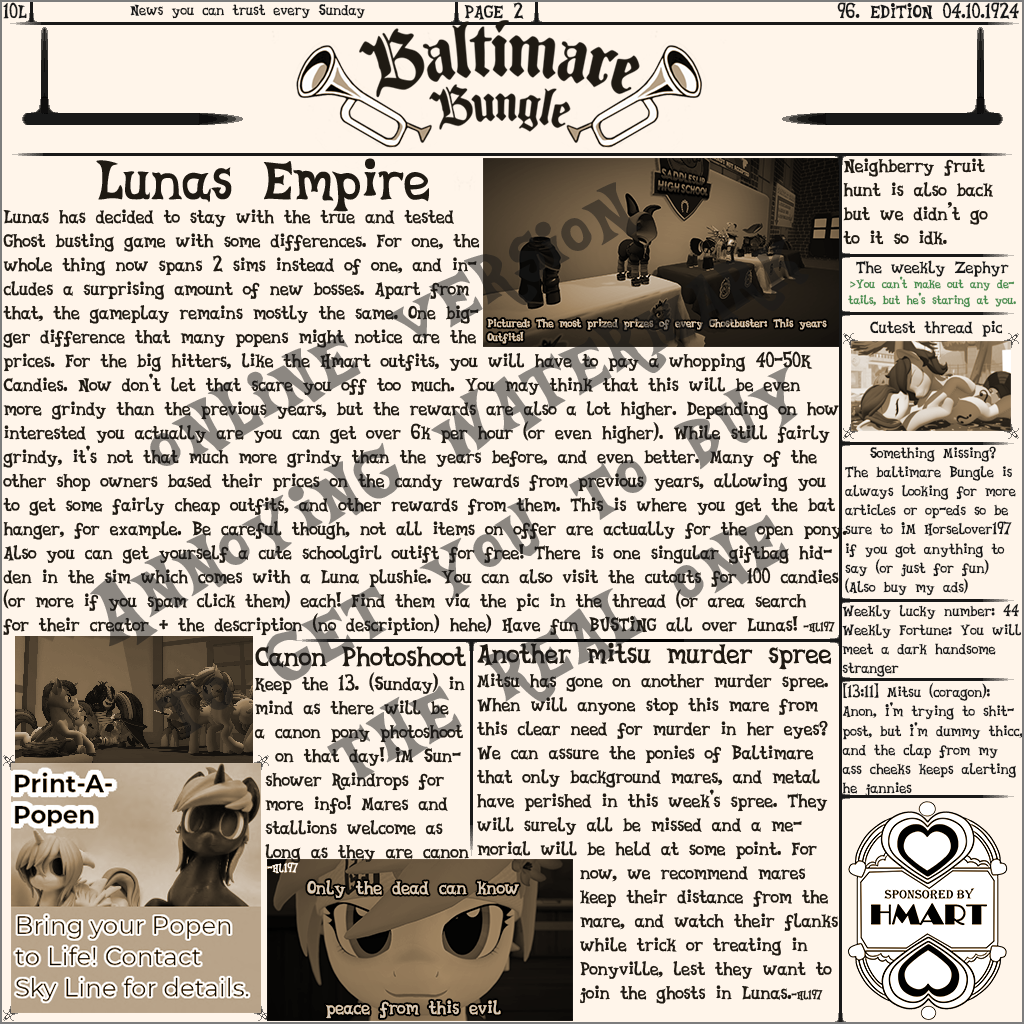 10L
News you can trust every Sunday
PAGE 2
96. EDITION 04.10.1924
Baltimare
Bungle
Lunas Empire
Lunas has decided to stay with the true and tested
Ghost busting game with some differences. For one, the
whole thing now spans 2 sims instead of one, and in-
cludes a surprising amount of new bosses. Apart from
that, the gameplay remains mostly the same. One big-
ger difference that many popens might notice are the
prices. For the big hitters, like the Hmart outfits, you will have to pay a whopping 40-50K
Candies. Now don't let that scare you off too much. You may think that this will be even
more grindy than the previous years, but the rewards are also a lot higher. Depending on how
interested you actually are you can get over 6k per hour (or even higher). While still fairly
grindy, it's not that much more grindy than the years before, and even better. Many of the
other shop owners based their prices on the candy rewards from previous years, allowing you
to get some fairly cheap outfits, and other rewards from them. This is where you get the bat
hanger, for example. Be careful though, not all items on offer are actually for the open pony.
Also you can get yourself a cute schoolgirl outift for free! There is one singular giftbag hid-
den in the sim which comes with a Luna plushie. You can also visit the cutouts for 100 candies
(or more if you spam click them) each! Find them via the pic in the thread (or area search
for their creator + the description (no description) hehe) Have fun BUSTING all over Lunas! -HL197
SADDLESLIP
HIGH SCHOOL
Pictured: The most prized prizes of every Ghostbuster: This years
Outfits!
ONLINE VERSION
ANNOYING WATERMARK
GET YOU TO BUY
THE REAL ONE
Canon Photoshoot
Keep the 13. (Sunday) in
mind as there will be
a canon pony photoshoot
on that day! IM Sun-
shower Raindrops for
more info! Mares and
stallions welcome as
long as they are canon
-HL197
Print-A-
Popen
Bring your Popen
to Life! Contact
Sky Line for details.
Only the dead can know
peace from this evil
Another mitsu murder spree
Mitsu has gone on another murder spree.
When will anyone stop this mare from
this clear need for murder in her eyes?
We can assure the ponies of Baltimare
that only background mares, and metal
have perished in this week's spree. They
will surely all be missed and a me-
morial will be held at some point. For
now, we recommend mares
keep their distance from the
mare, and watch their flanks
while trick or treating in
Ponyville, lest they want to
join the ghosts in Lunas.-HL197
Neighberry fruit
hunt is also back
but we didn't go
to it so idk.
The weekly Zephyr
>You can't make out any de-
tails, but he's staring at you.
Cutest thread pic
Something Missing?
The baltimare Bungle is
always looking for more
articles or op-eds so be
sure to IM Horselover197
if you got anything to
say (or just for fun)
(Also buy my ads)
Weekly Lucky number: 44
Weekly Fortune: You will
meet a dark handsome
stranger
[13:11] Mitsu (coragon):
Anon, i'm trying to shit-
post, but i'm dummy thicc,
and the clap from my
ass cheeks keeps alerting
he jannies
SPONSORED BY
HMART